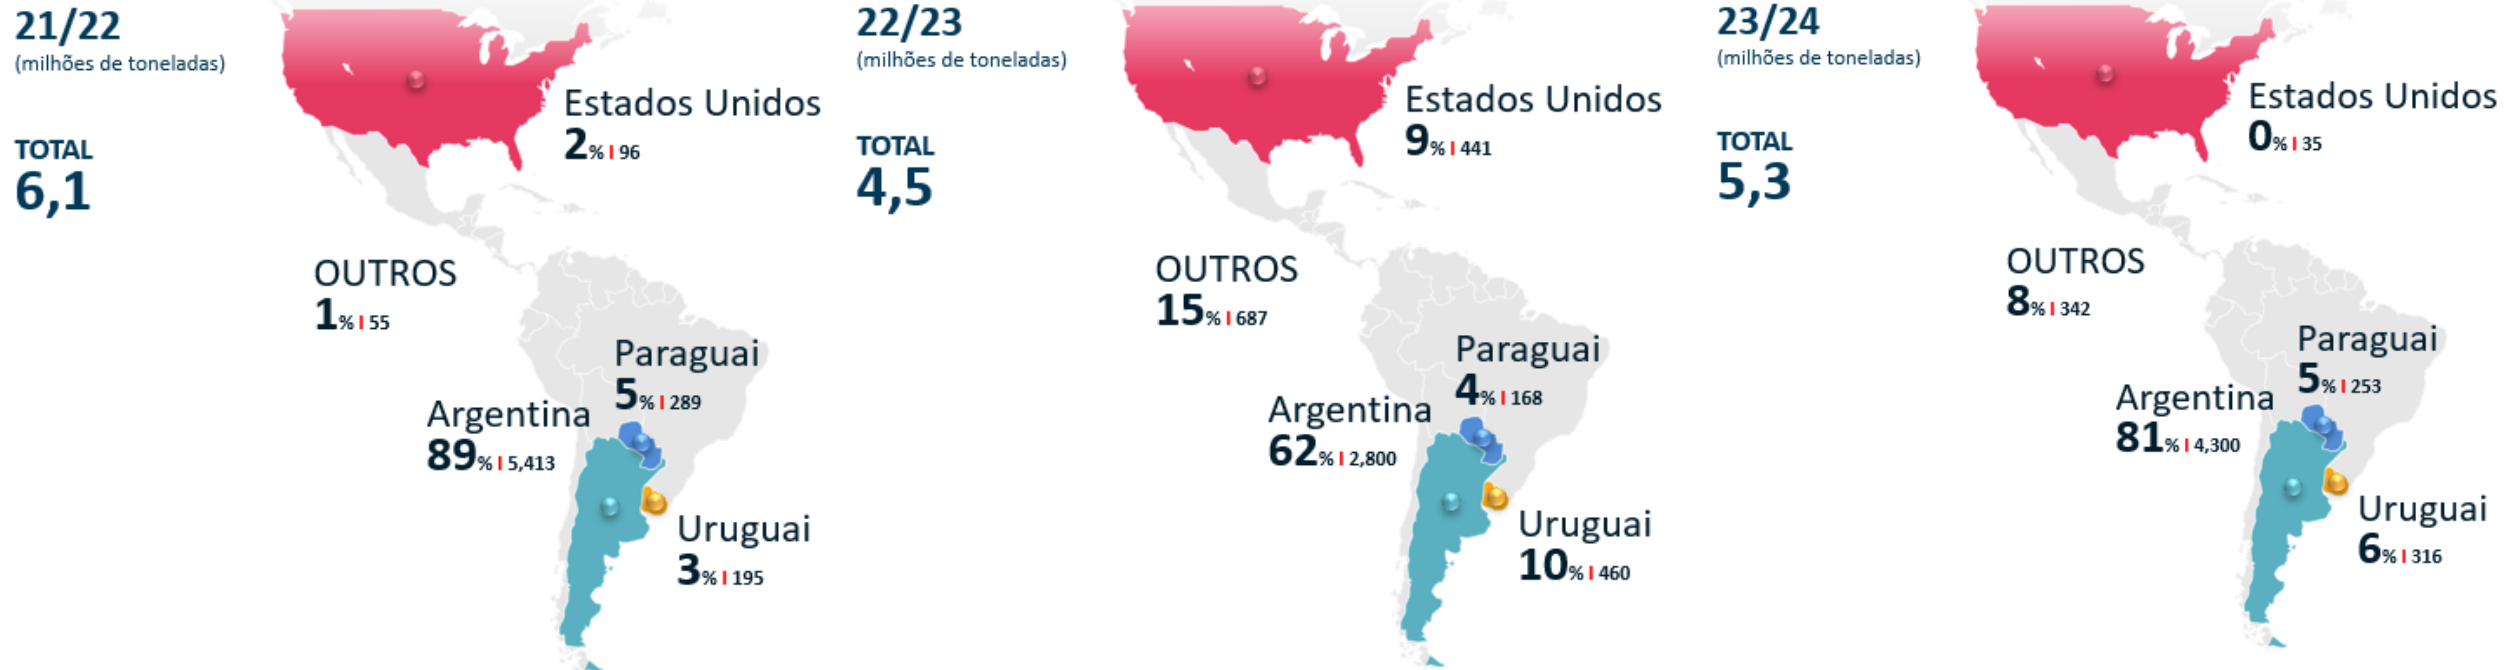 21/22
(milhões de toneladas)
TOTAL
6,1
Estados Unidos
2% I 96
OUTROS
1% I 55
Paraguai
5% I 289
Argentina
89% I 5,413
Uruguai
3% I 195
22/23
(milhões de toneladas)
TOTAL
4,5
Estados Unidos
9% I 441
OUTROS
15% I 687
Paraguai
4% I 168
Argentina
62% I 2,800
Uruguai
10% I 460
23/24
(milhões de toneladas)
TOTAL
5,3
Estados Unidos
0% I 35
OUTROS
8% I 342
Paraguai
5% I 253
Argentina
81% I 4,300
Uruguai
6% I 316